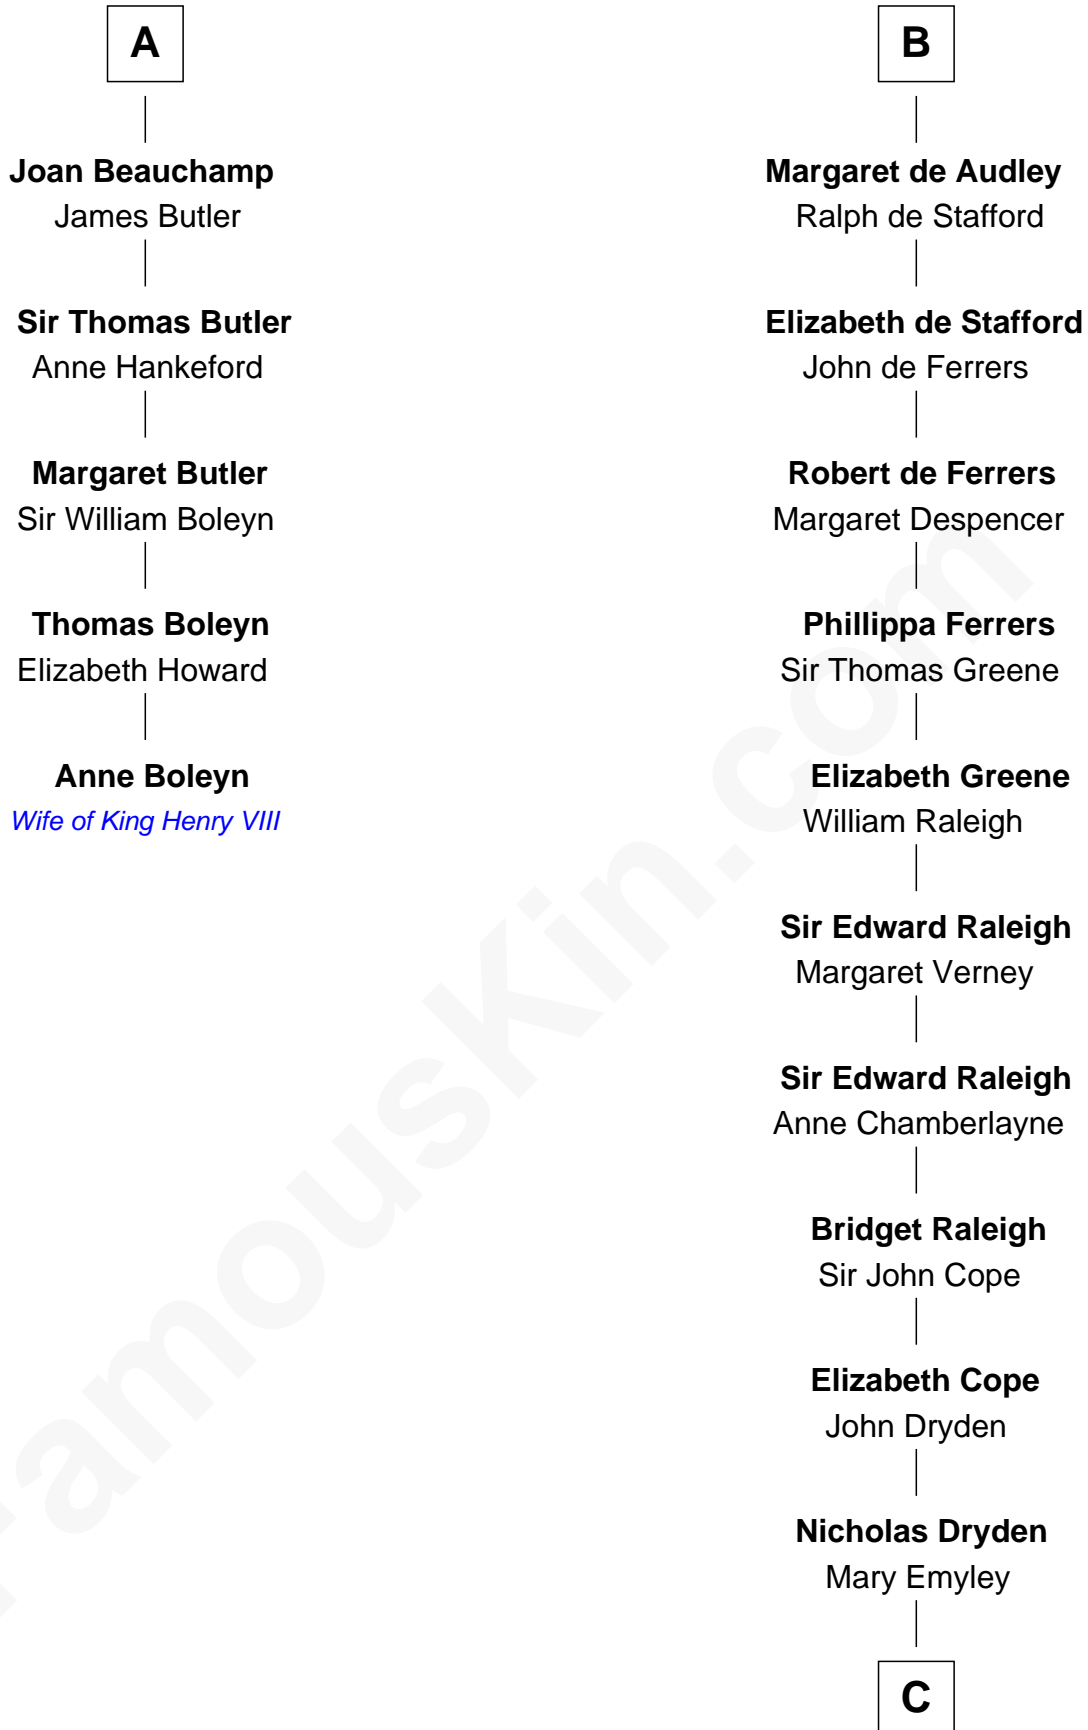 A
Joan Beauchamp
James Butler
Sir Thomas Butler
Anne Hankeford
Margaret Butler
Sir William Boleyn
Thomas Boleyn
Elizabeth Howard
Anne Boleyn
Wife of King Henry VIII
B
Margaret de Audley
Ralph de Stafford
Elizabeth de Stafford
John de Ferrers
Robert de Ferrers
Margaret Despencer
Phillippa Ferrers
Sir Thomas Greene
Elizabeth Greene
William Raleigh
Sir Edward Raleigh
Margaret Verney
Sir Edward Raleigh
Anne Chamberlayne
Bridget Raleigh
Sir John Cope
Elizabeth Cope
John Dryden
Nicholas Dryden
Mary Emyley
C
FamousKin.com